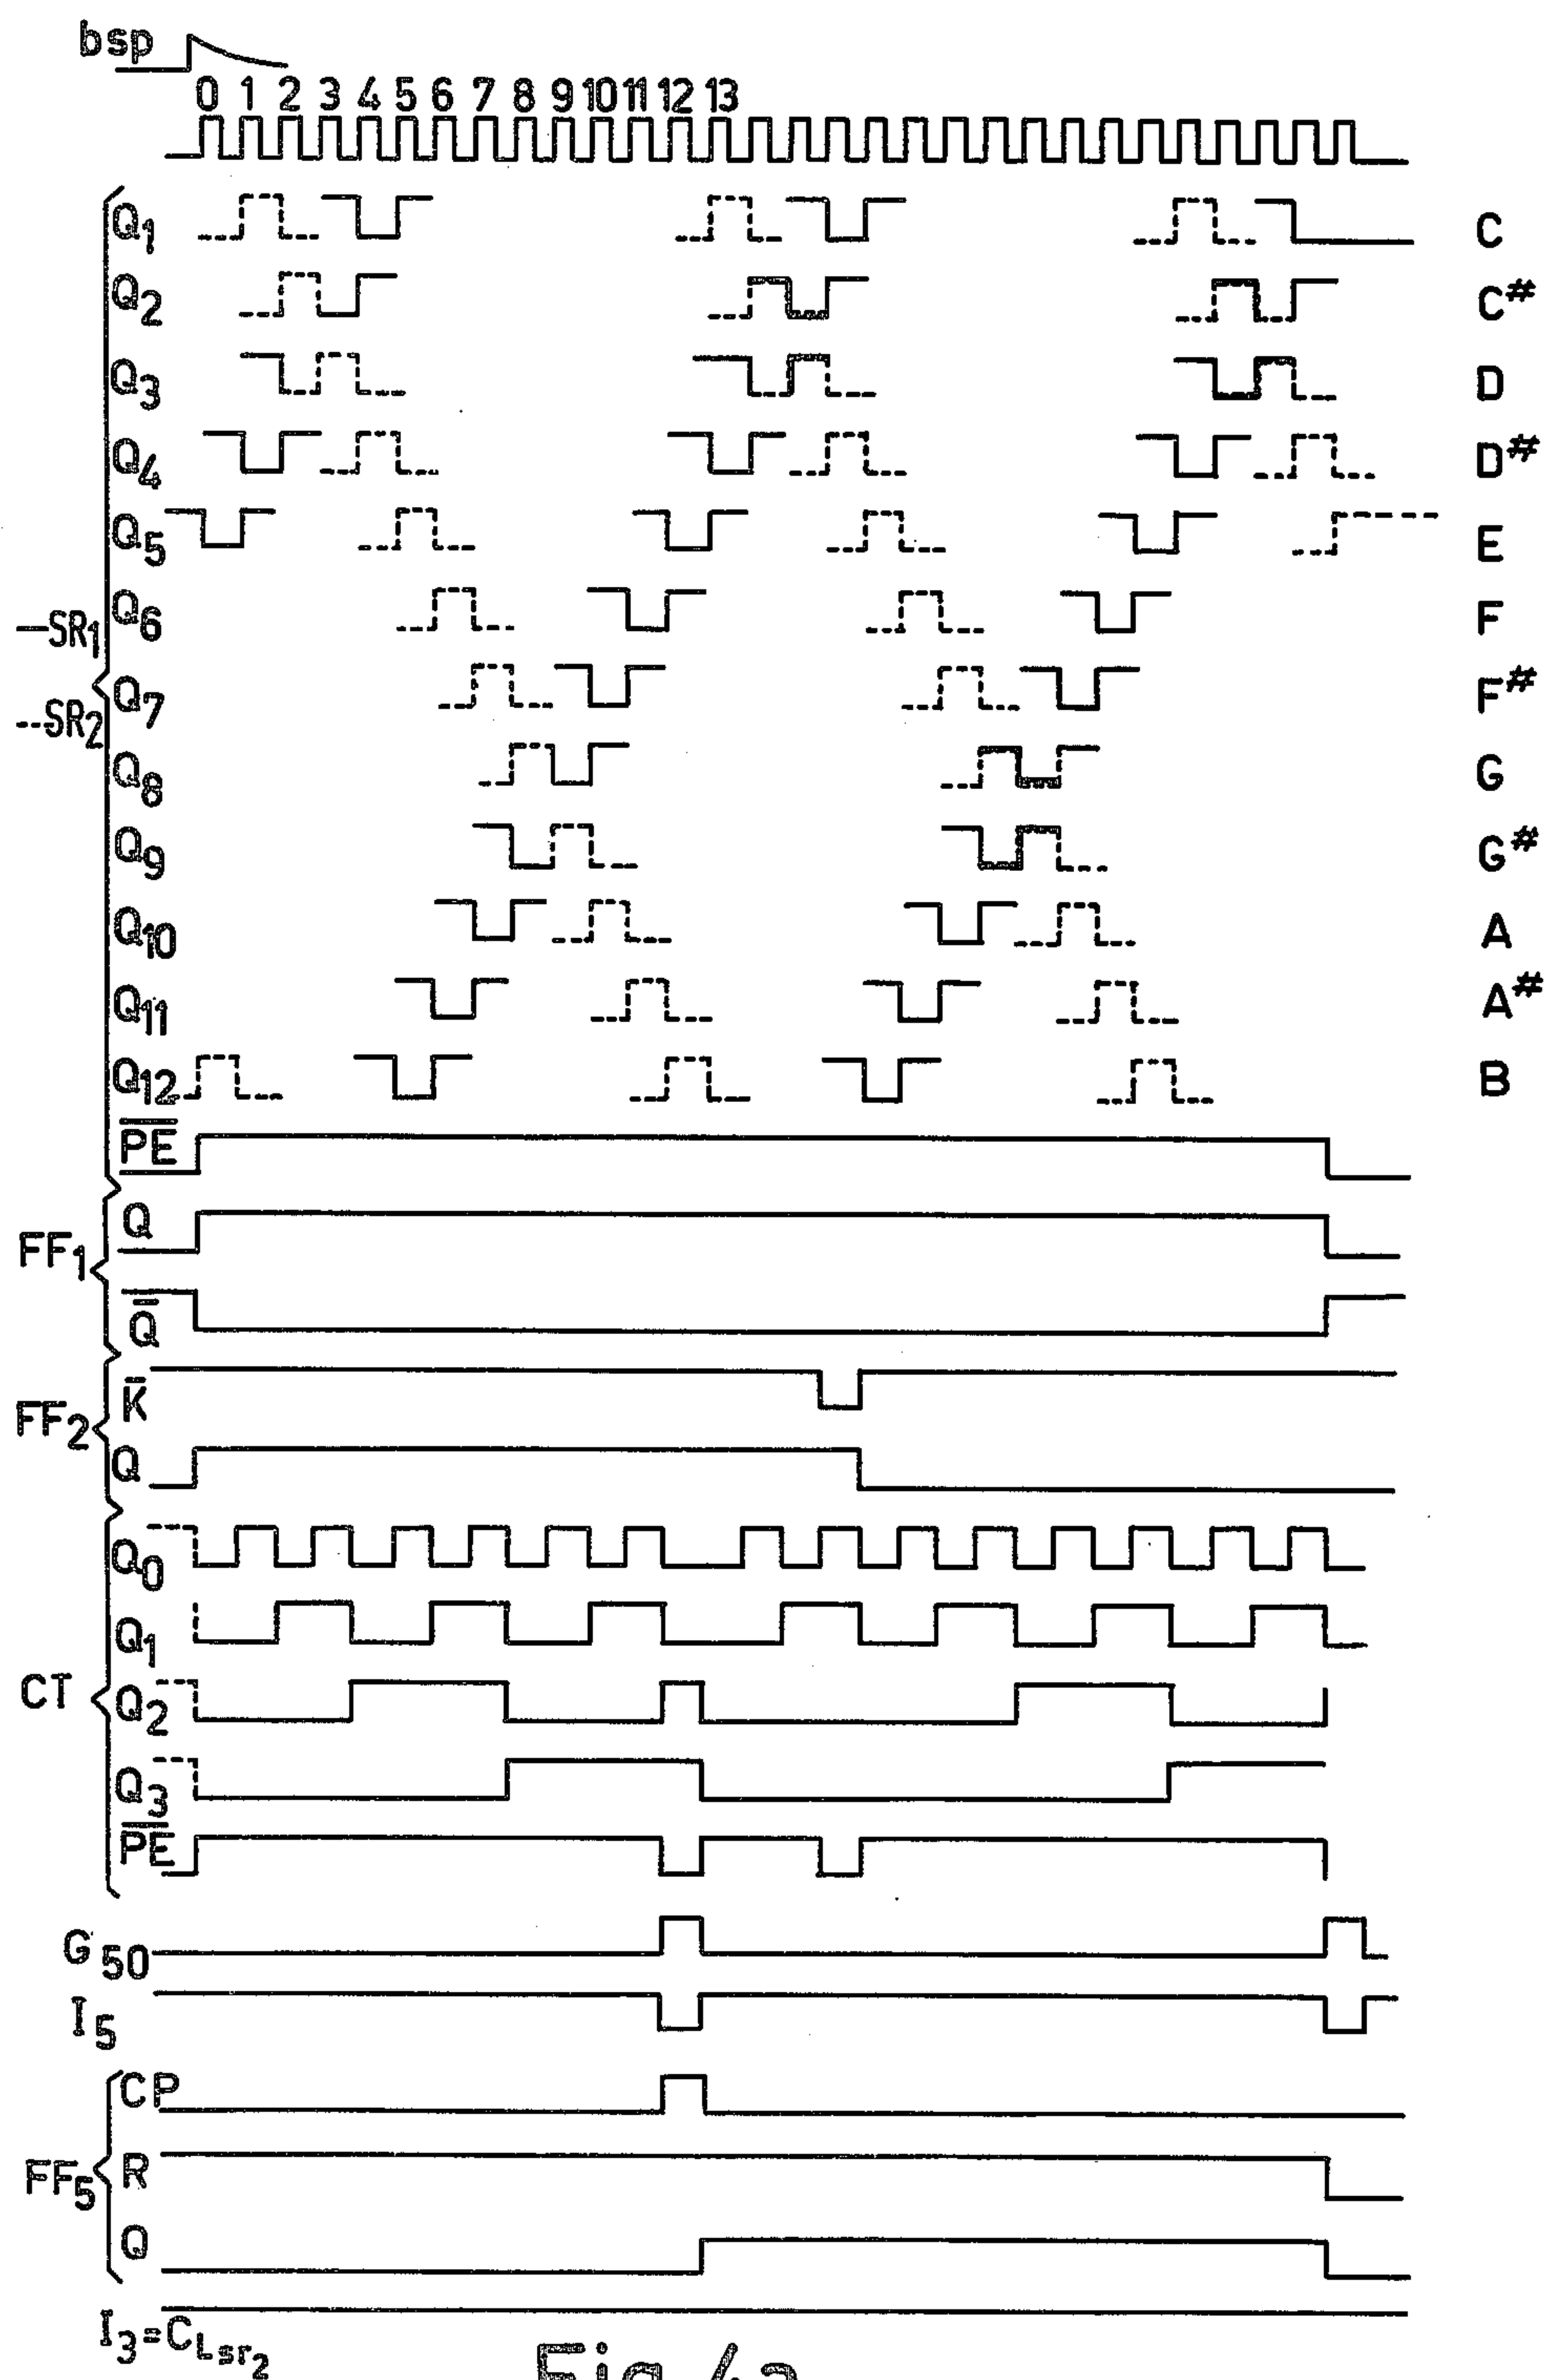 bsp
0 1 2 3 4 5 6 7 8 9 10 11 12 13
Q1 C
Q2 C#
Q3 D
Q4 D#
Q5 E
—SR1 Q6 F
--SR2 Q7 F#
Q8 G
Q9 G#
Q10 A
Q11 A#
Q12 B
P̅E̅
FF1 Q
Q̅
FF2 K̅
Q
Q0
Q1
CT Q2
Q3
P̅E̅
G50
I5
CP
FF5 R
Q
I3=CLsr2
Fig 4a